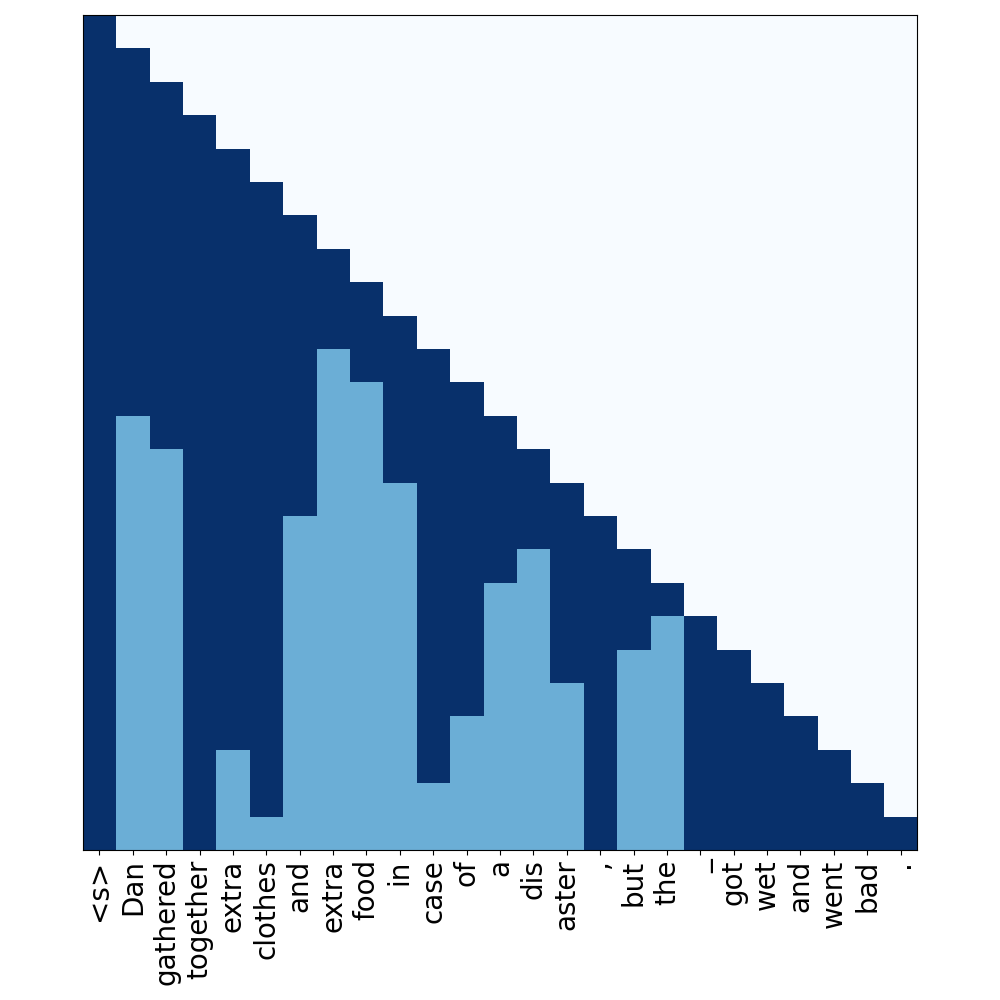 <s> Dan gathered together extra clothes and extra food in case of a dis aster , but the _ got wet and went bad .